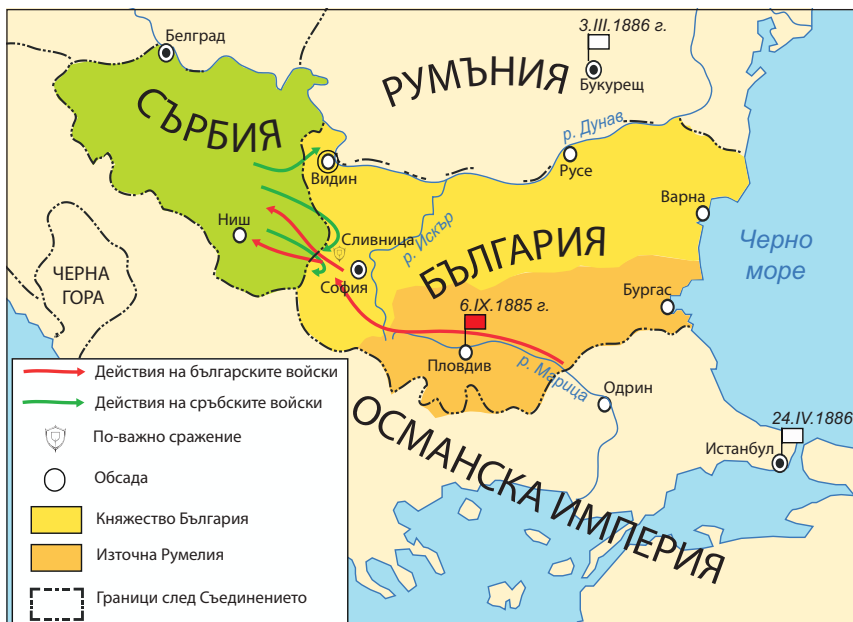 3.III.1886 г.
Белград
Букурещ
РУМЪНИЯ
СЪРБИЯ
р. Дунав
Видин
Русе
Варна
Ниш
Сливница
р. Искър
БЪЛГАРИЯ
Черно
море
ЧЕРНА
ГОРА
София
6.IX.1885 г.
Бургас
Пловдив
р. Марица
Одрин
ОСМАНСКА ИМПЕРИЯ
24.IV.1886
Истанбул
Действия на българските войски
Действия на сръбските войски
По-важно сражение
Обсада
Княжество България
Източна Румелия
Граници след Съединението